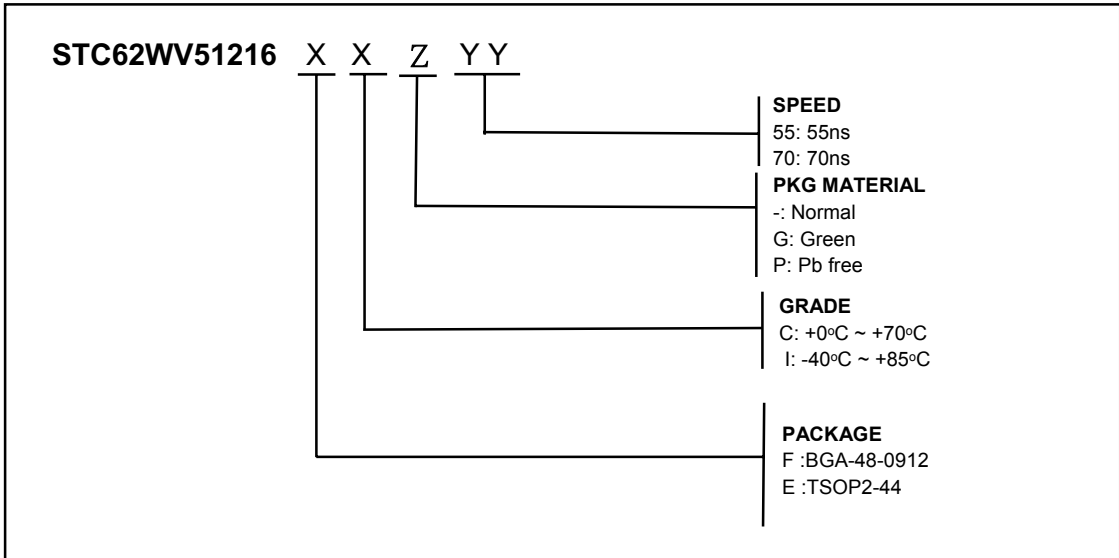 STC62WV51216 X X Z Y Y
SPEED
55: 55ns
70: 70ns
PKG MATERIAL
-: Normal
G: Green
P: Pb free
GRADE
C: +0ºC ~ +70ºC
I: -40ºC ~ +85ºC
PACKAGE
F :BGA-48-0912
E :TSOP2-44